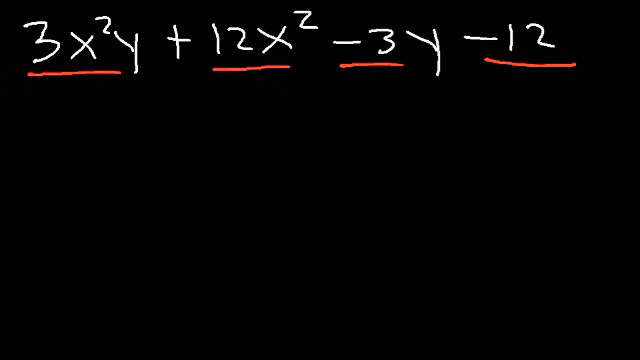 3x²y + 12x² - 3y - 12